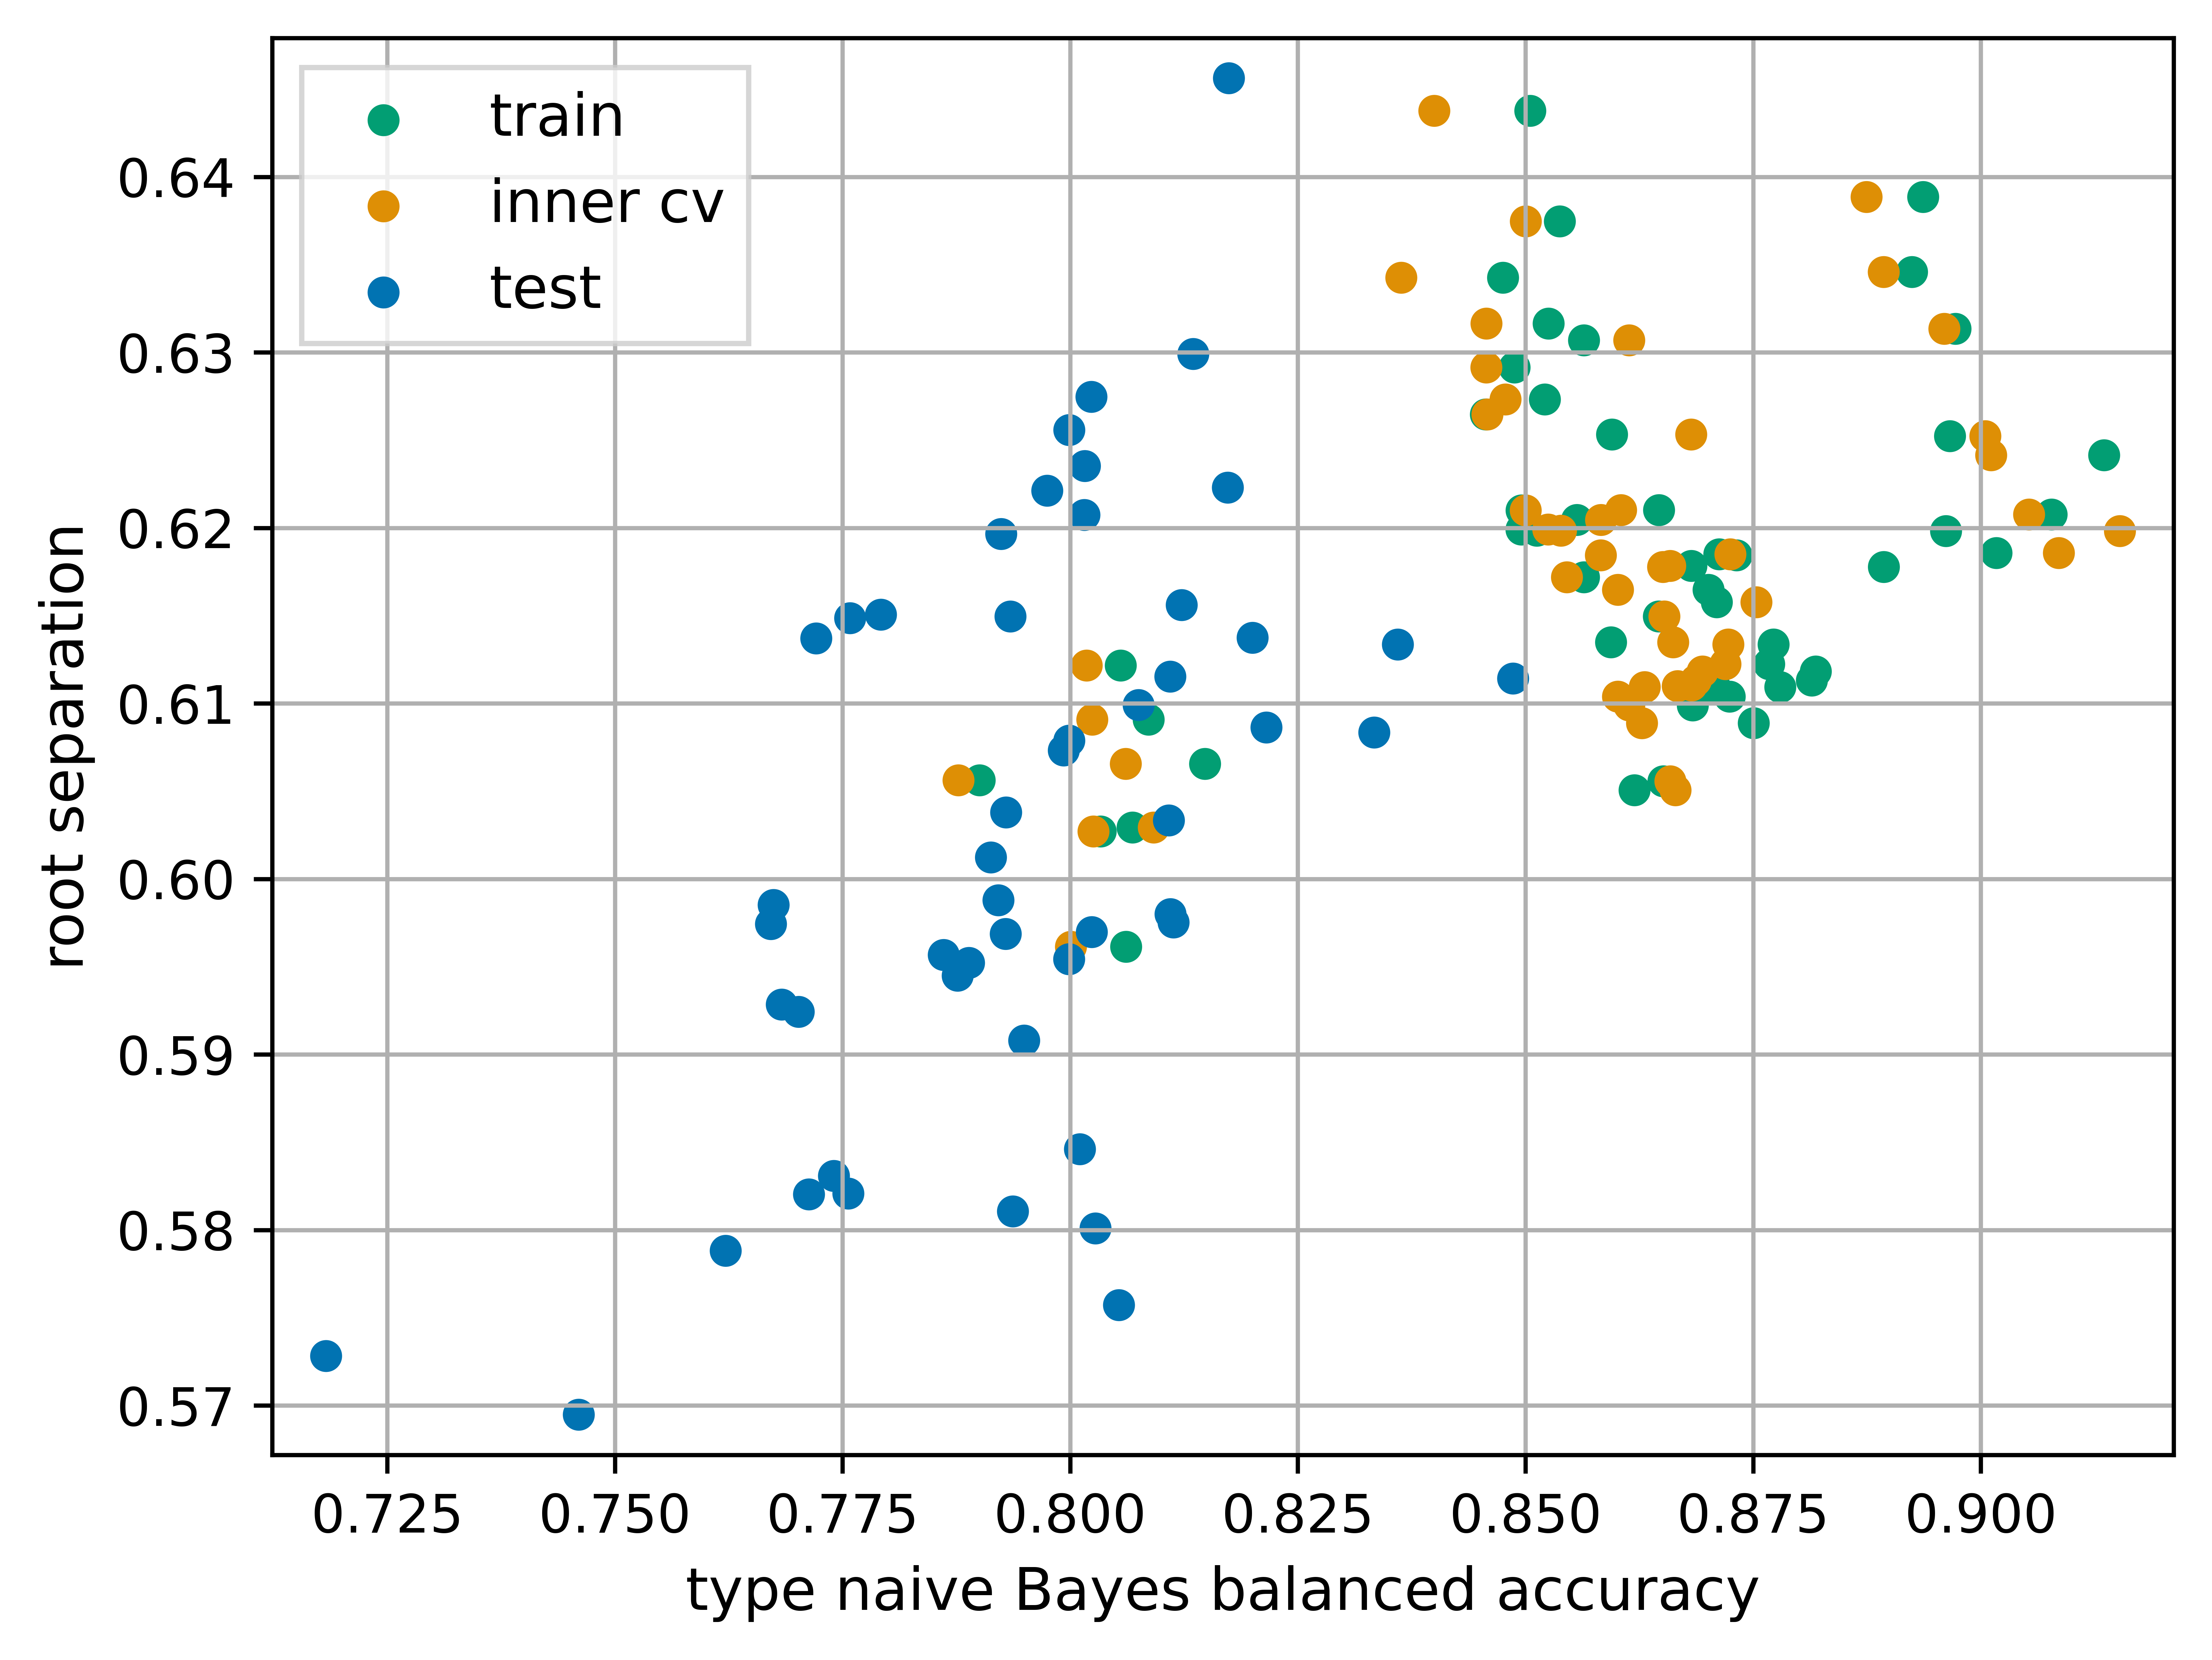 train
inner cv
test
0.64
0.63
0.62
0.61
0.60
0.59
0.58
0.57
root separation
0.725 0.750 0.775 0.800 0.825 0.850 0.875 0.900
type naive Bayes balanced accuracy